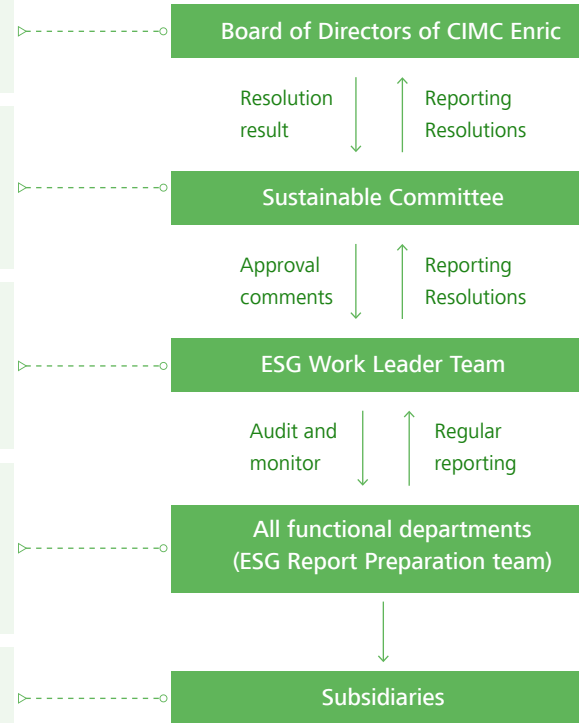 Board of Directors of CIMC Enric
Resolution
result
Reporting
Resolutions
Sustainable Committee
Approval
comments
Reporting
Resolutions
ESG Work Leader Team
Audit and
monitor
Regular
reporting
All functional departments
(ESG Report Preparation team)
Subsidiaries